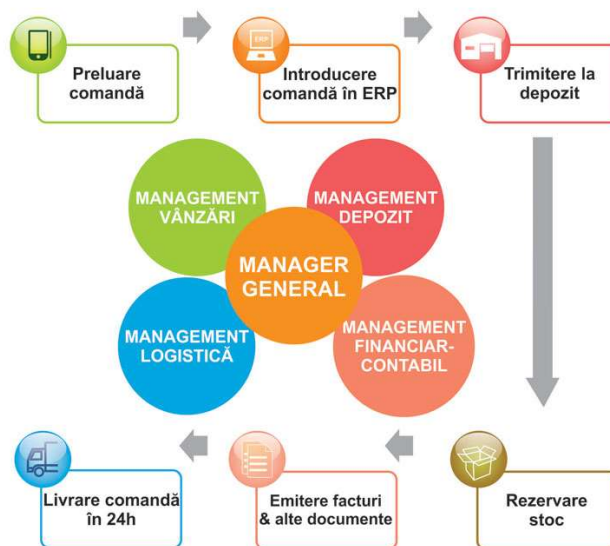 ERP
Preluare
comandă
Introducere
comandă în ERP
Trimitere la
depozit
MANAGEMENT
VÂNZĂRI
MANAGEMENT
DEPOZIT
MANAGER
GENERAL
MANAGEMENT
LOGISTICĂ
MANAGEMENT
FINANCIAR-
CONTABIL
Livrare comandă
în 24h
Emitere facturi
& alte documente
Rezervare
stoc